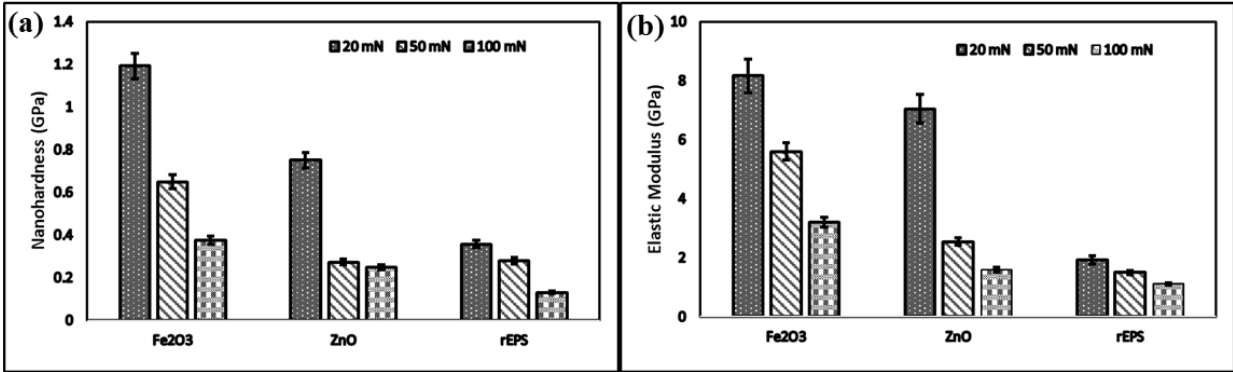 (a)
Nanohardness (GPa)
1.4
1.2
1
0.8
0.6
0.4
0.2
0
20 mN 50 mN 100 mN
Fe2O3 ZnO rEPS
(b)
Elastic Modulus (GPa)
10
8
6
4
2
0
20 mN 50 mN 100 mN
Fe2O3 ZnO rEPS